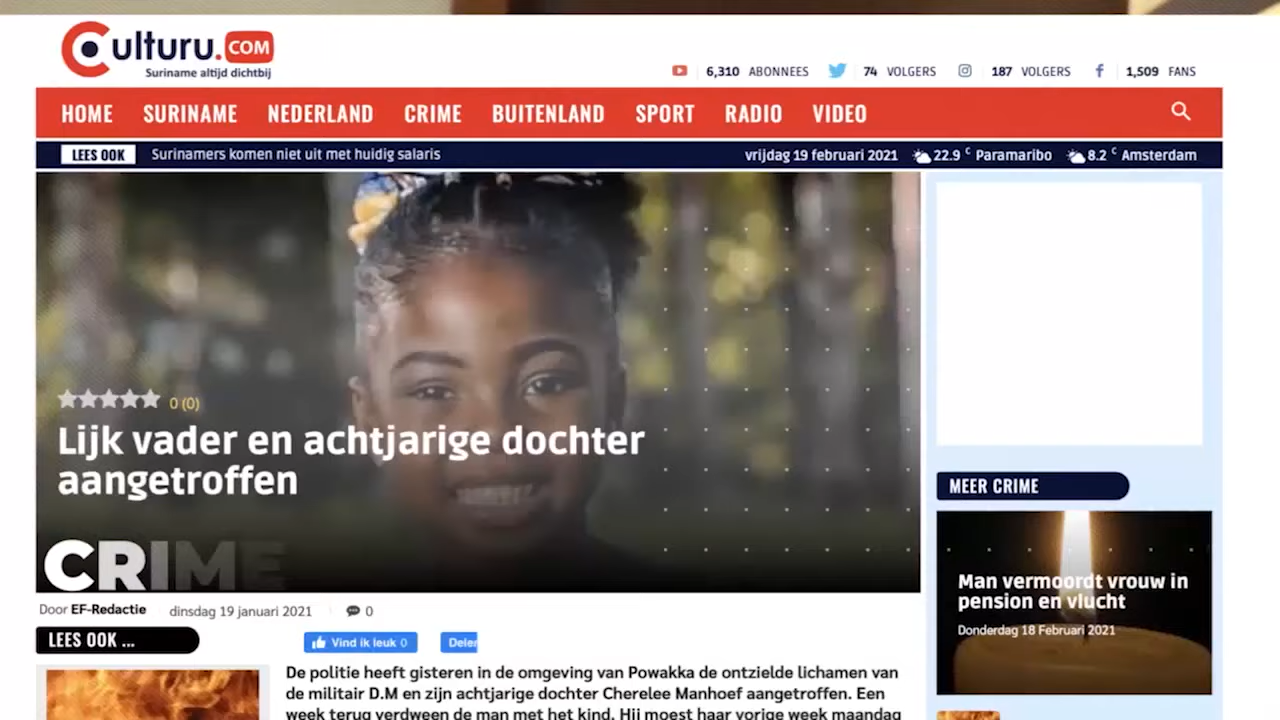 Culturu.COM
Suriname altijd dichtbij
6,310 ABONNEES 74 VOLGERS 187 VOLGERS 1,509 FANS
HOME SURINAME NEDERLAND CRIME BUITENLAND SPORT RADIO VIDEO
LEES OOK Surinamers komen niet uit met huidig salaris vrijdag 19 februari 2021 22.9 C Paramaribo 8.2 C Amsterdam
0 (0)
Lijk vader en achtjarige dochter
aangetroffen
CRIME
Door EF-Redactie dinsdag 19 januari 2021 0
LEES OOK ...
Vind ik leuk 0 Delen
De politie heeft gisteren in de omgeving van Powakka de ontzielde lichamen van
de militair D.M en zijn achtjarige dochter Cherelee Manhoef aangetroffen. Een
week terug verdween de man met het kind. Hij moest haar vorige week maandag
MEER CRIME
Man vermoordt vrouw in
pension en vlucht
Donderdag 18 Februari 2021